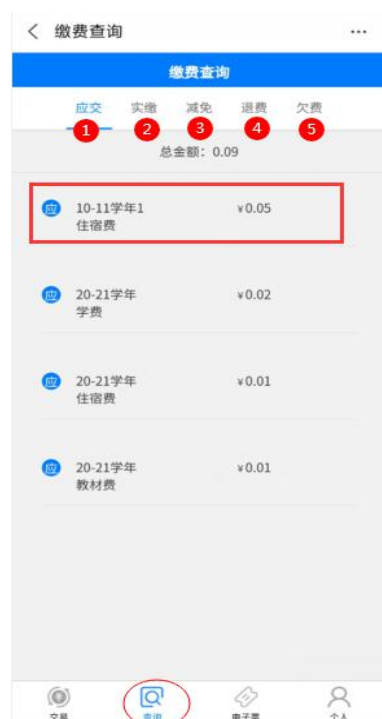 缴费查询 ...
缴费查询
应交 实缴 减免 退费 欠费
1 2 3 4 5
总金额：0.09
应 10-11学年1 ¥0.05
住宿费
应 20-21学年 ¥0.02
学费
应 20-21学年 ¥0.01
住宿费
应 20-21学年 ¥0.01
教材费
交易 查询 电子票 个人